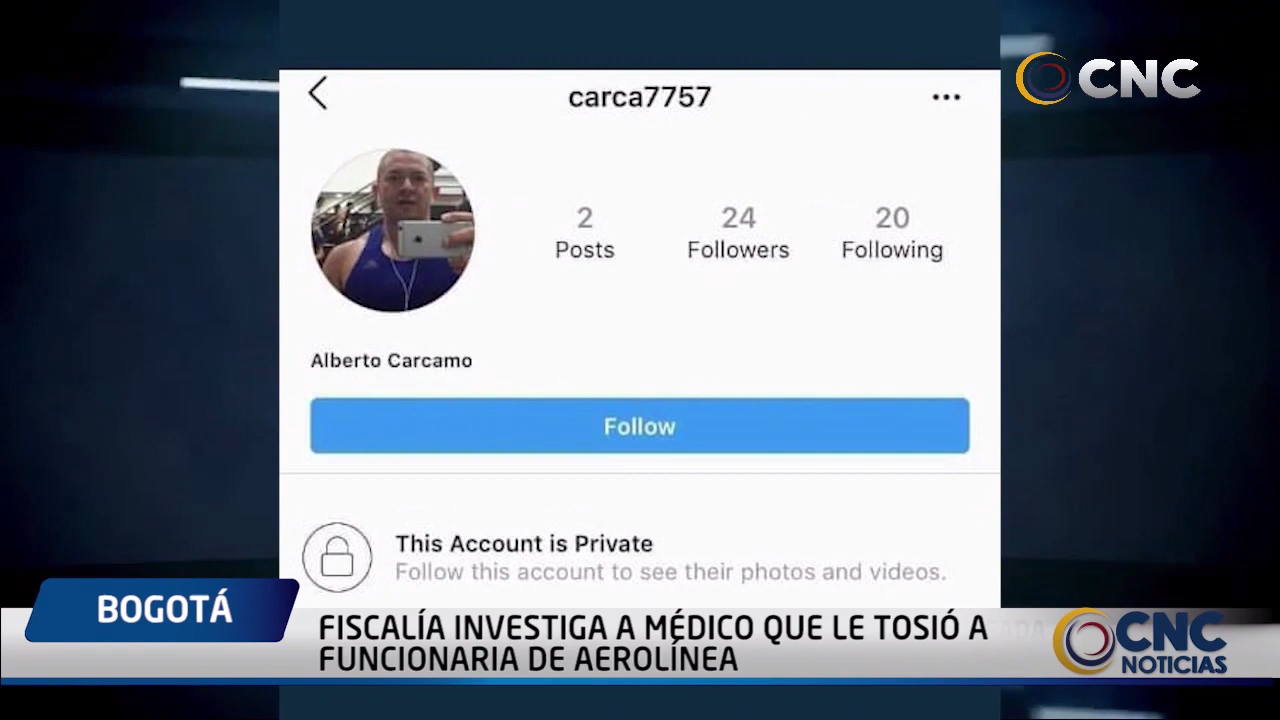 CNC
carca7757
2 24 20
Posts Followers Following
Alberto Carcamo
Follow
This Account is Private
Follow this account to see their photos and videos.
BOGOTÁ
FISCALÍA INVESTIGA A MÉDICO QUE LE TOSIÓ A
FUNCIONARIA DE AEROLÍNEA
CNC
NOTICIAS